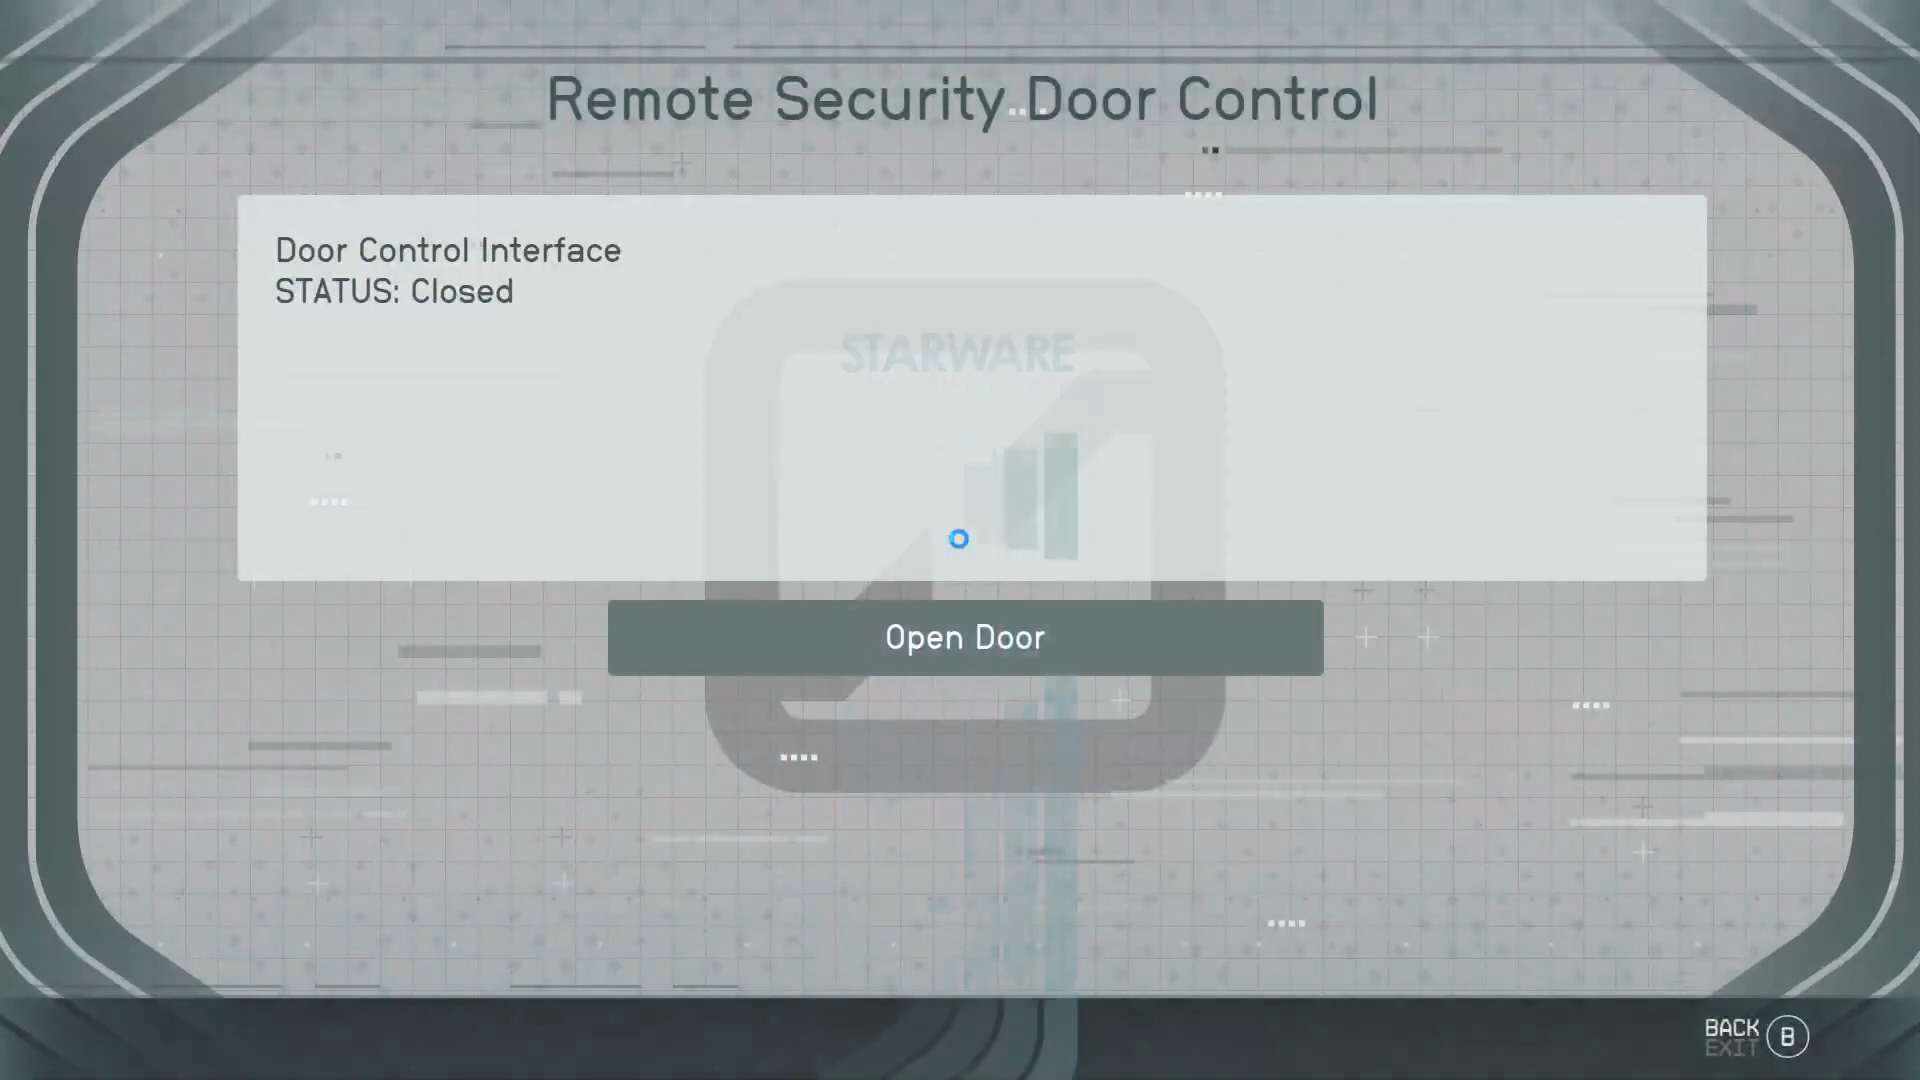 Remote Security Door Control
Door Control Interface
STATUS: Closed
STARWARE
Open Door
BACK
EXIT
B